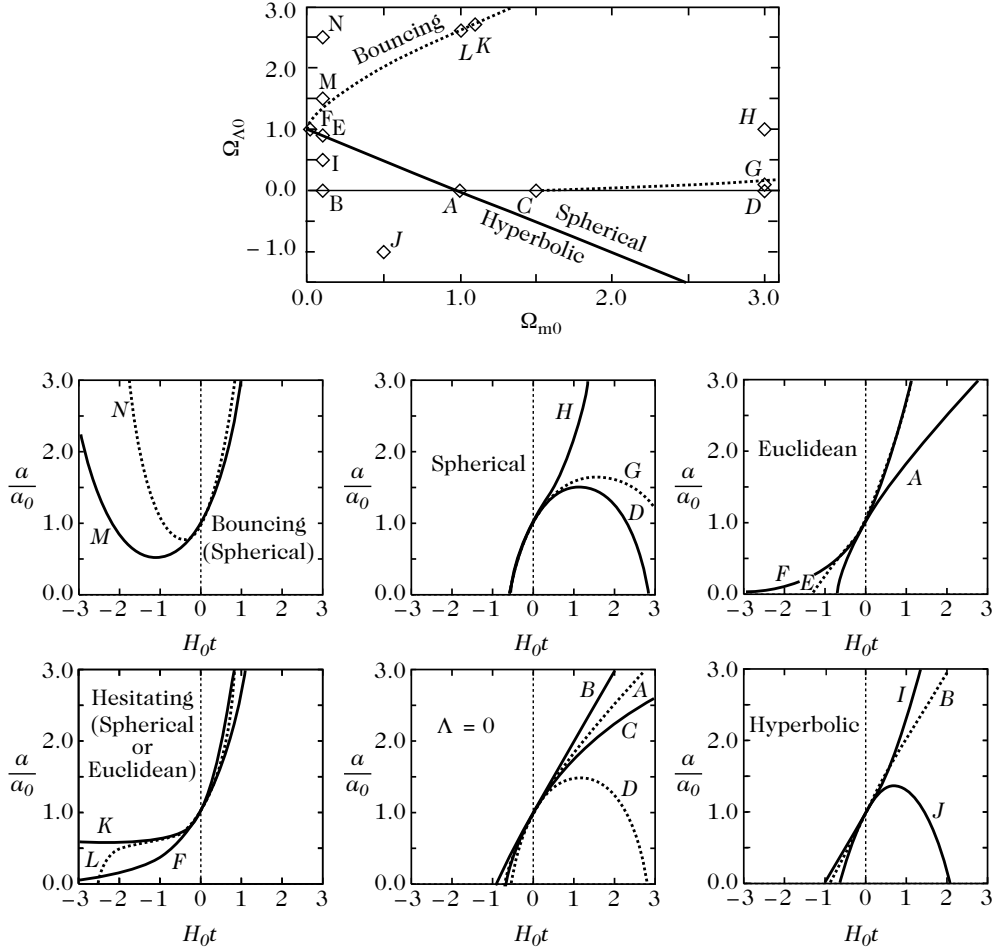 3.0
2.0
1.0
0.0
−1.0
Ω_Λ0
N
M
F
E
I
B
A
C
J
L
K
H
G
D
Bouncing
Spherical
Hyperbolic
0.0 1.0 2.0 3.0
Ω_m0
3.0
2.0
1.0
0.0
a
a_0
N
M
Bouncing
(Spherical)
−3 −2 −1 0 1 2 3
H_0t
3.0
2.0
1.0
0.0
a
a_0
Spherical
H
G
D
−3 −2 −1 0 1 2 3
H_0t
3.0
2.0
1.0
0.0
a
a_0
Euclidean
A
F
E
−3 −2 −1 0 1 2 3
H_0t
3.0
2.0
1.0
0.0
a
a_0
Hesitating
(Spherical
or
Euclidean)
K
L
F
−3 −2 −1 0 1 2 3
H_0t
3.0
2.0
1.0
0.0
a
a_0
Λ = 0
B
A
C
D
−3 −2 −1 0 1 2 3
H_0t
3.0
2.0
1.0
0.0
a
a_0
Hyperbolic
I
B
J
−3 −2 −1 0 1 2 3
H_0t